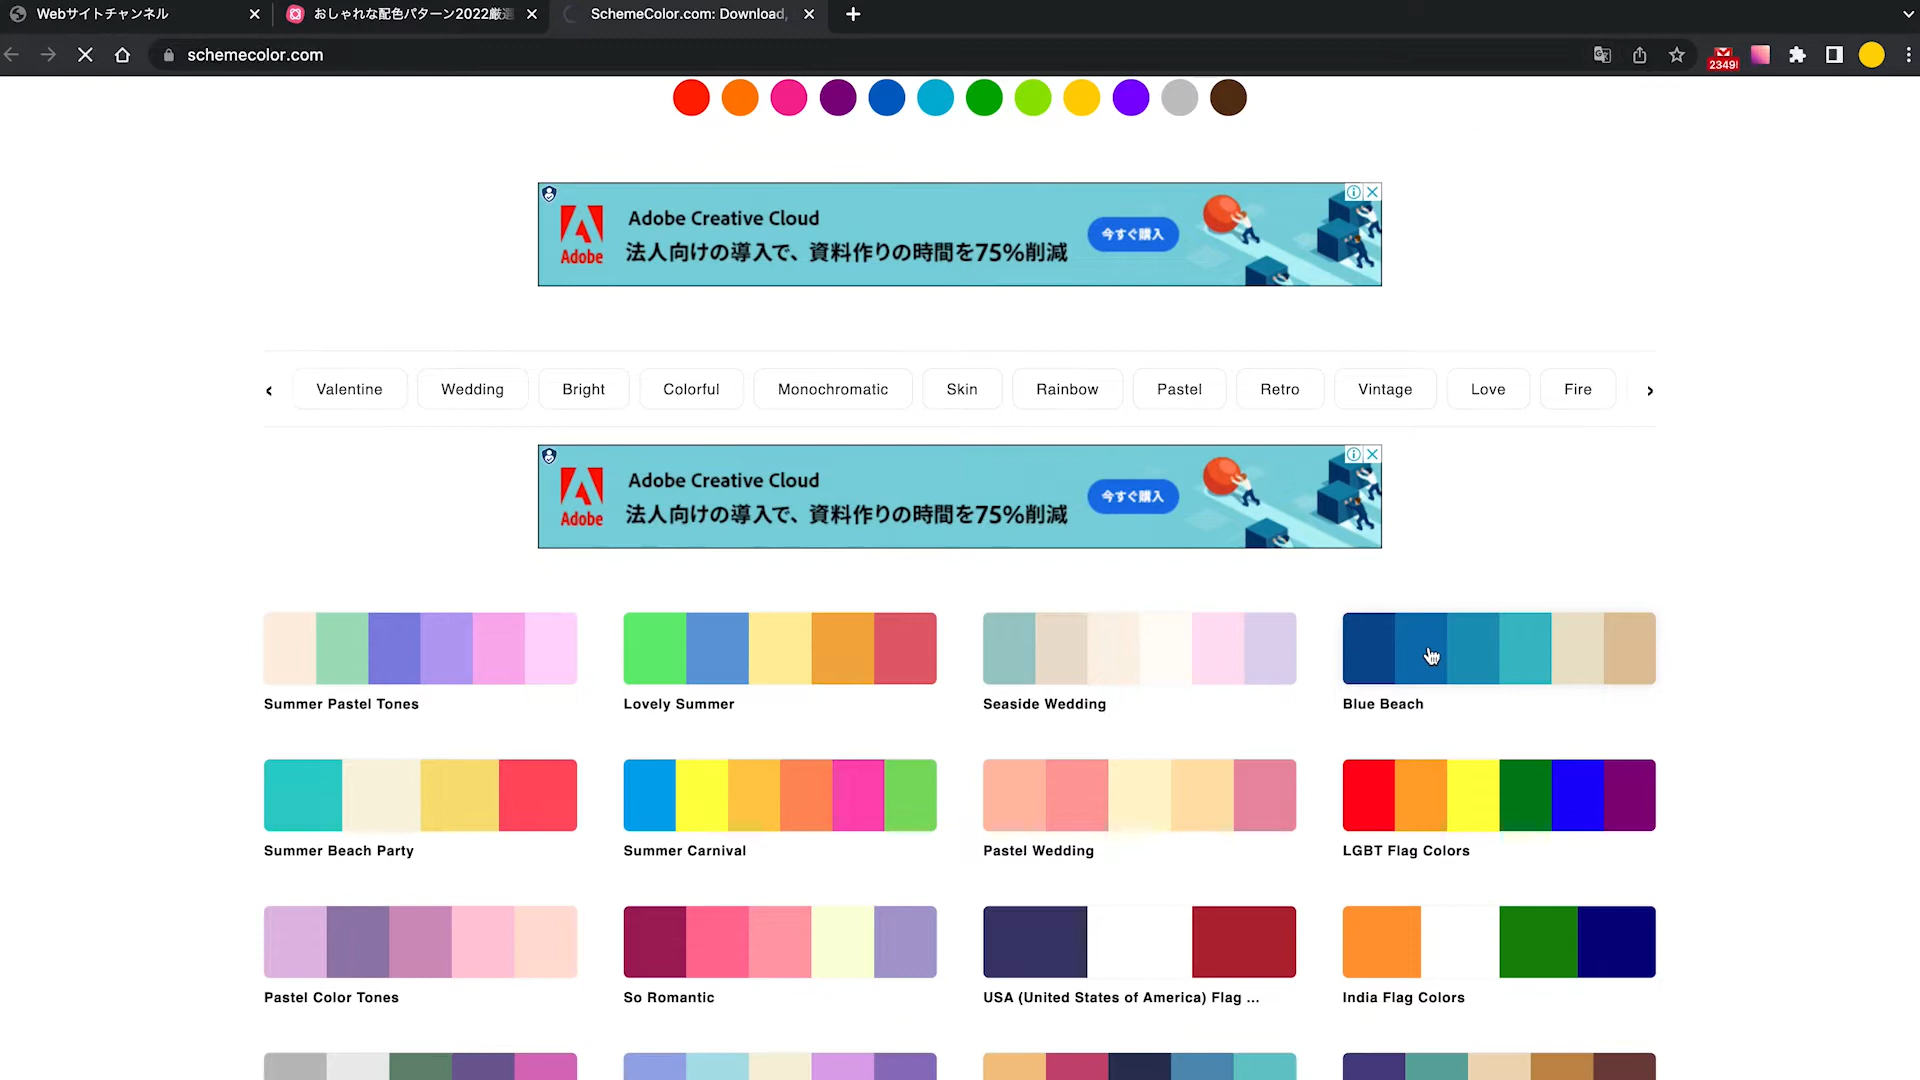 Webサイトチャンネル
おしゃれな配色パターン2022厳選
SchemeColor.com: Download,
schemecolor.com
2349!
Adobe Creative Cloud
法人向けの導入で、資料作りの時間を75%削減
今すぐ購入
Adobe
Valentine
Wedding
Bright
Colorful
Monochromatic
Skin
Rainbow
Pastel
Retro
Vintage
Love
Fire
Adobe Creative Cloud
法人向けの導入で、資料作りの時間を75%削減
今すぐ購入
Adobe
Summer Pastel Tones
Lovely Summer
Seaside Wedding
Blue Beach
Summer Beach Party
Summer Carnival
Pastel Wedding
LGBT Flag Colors
Pastel Color Tones
So Romantic
USA (United States of America) Flag ...
India Flag Colors